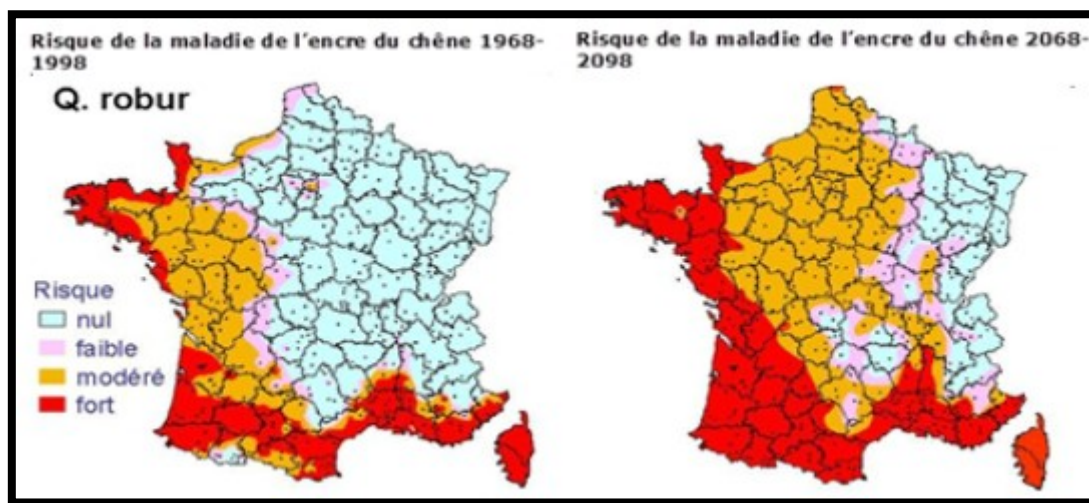 Risque de la maladie de l'encre du chêne 1968-
1998
Q. robur
Risque
nul
faible
modéré
fort
Risque de la maladie de l'encre du chêne 2068-
2098